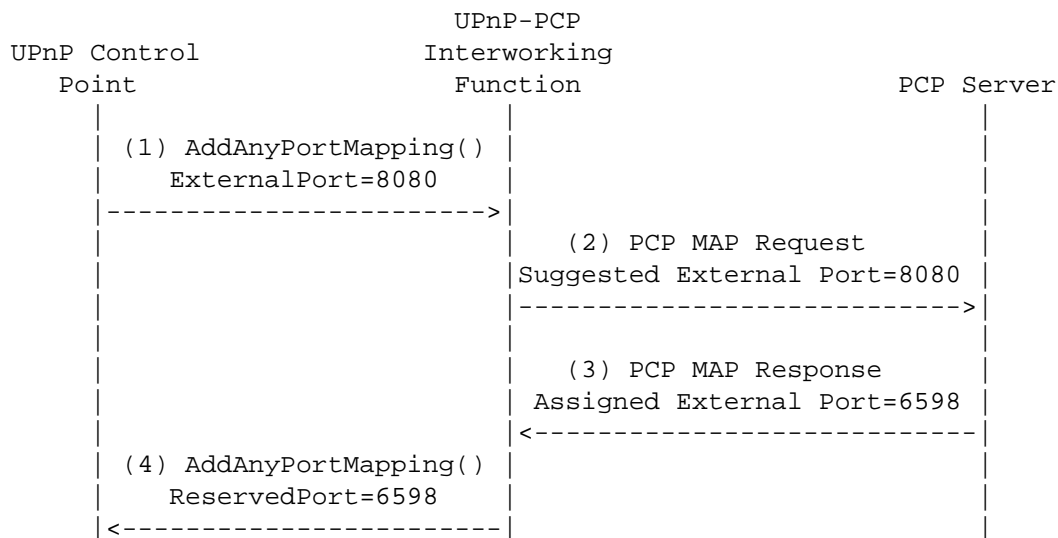 UPnP-PCP
UPnP Control Interworking
Point Function PCP Server
(1) AddAnyPortMapping()
ExternalPort=8080
(2) PCP MAP Request
Suggested External Port=8080
(3) PCP MAP Response
Assigned External Port=6598
(4) AddAnyPortMapping()
ReservedPort=6598